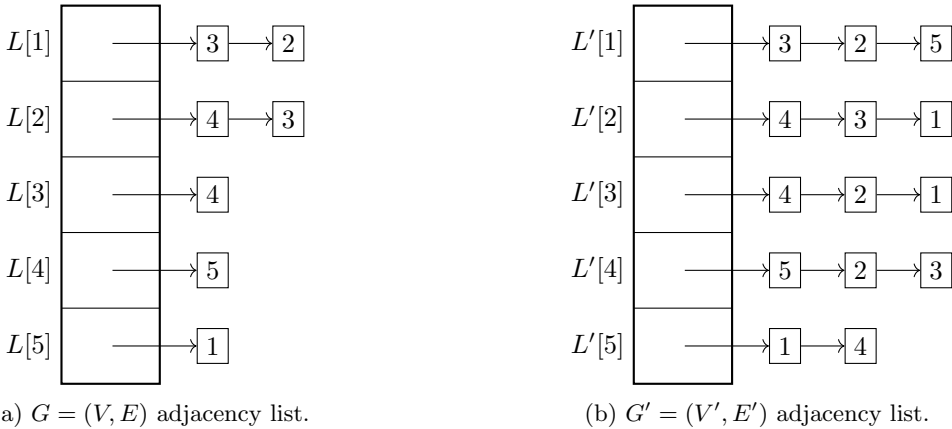 L[1] 3 2
L[2] 4 3
L[3] 4
L[4] 5
L[5] 1
a) G = (V, E) adjacency list.
L′[1] 3 2 5
L′[2] 4 3 1
L′[3] 4 2 1
L′[4] 5 2 3
L′[5] 1 4
(b) G′ = (V′, E′) adjacency list.